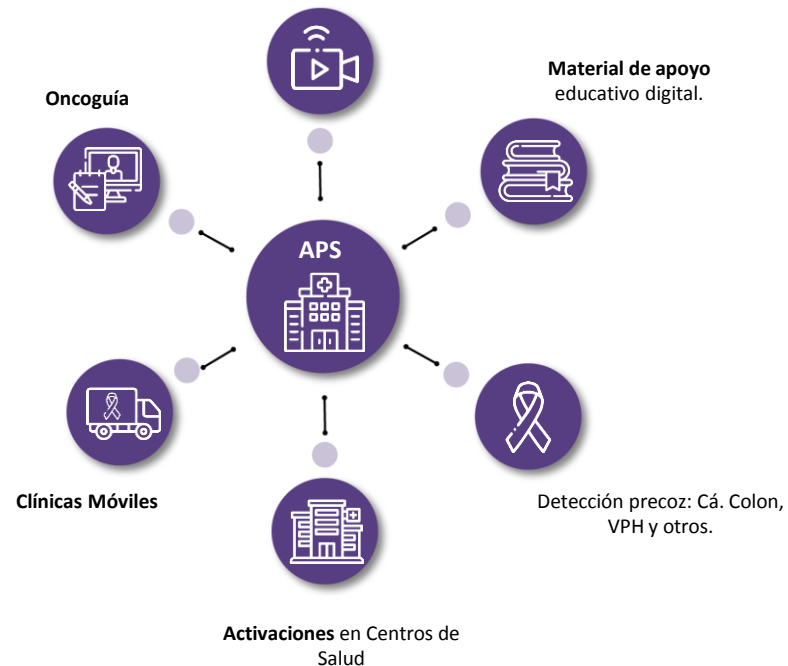 Material de apoyo
educativo digital.
Oncoguía
APS
Clínicas Móviles
Detección precoz: Cá. Colon,
VPH y otros.
Activaciones en Centros de
Salud